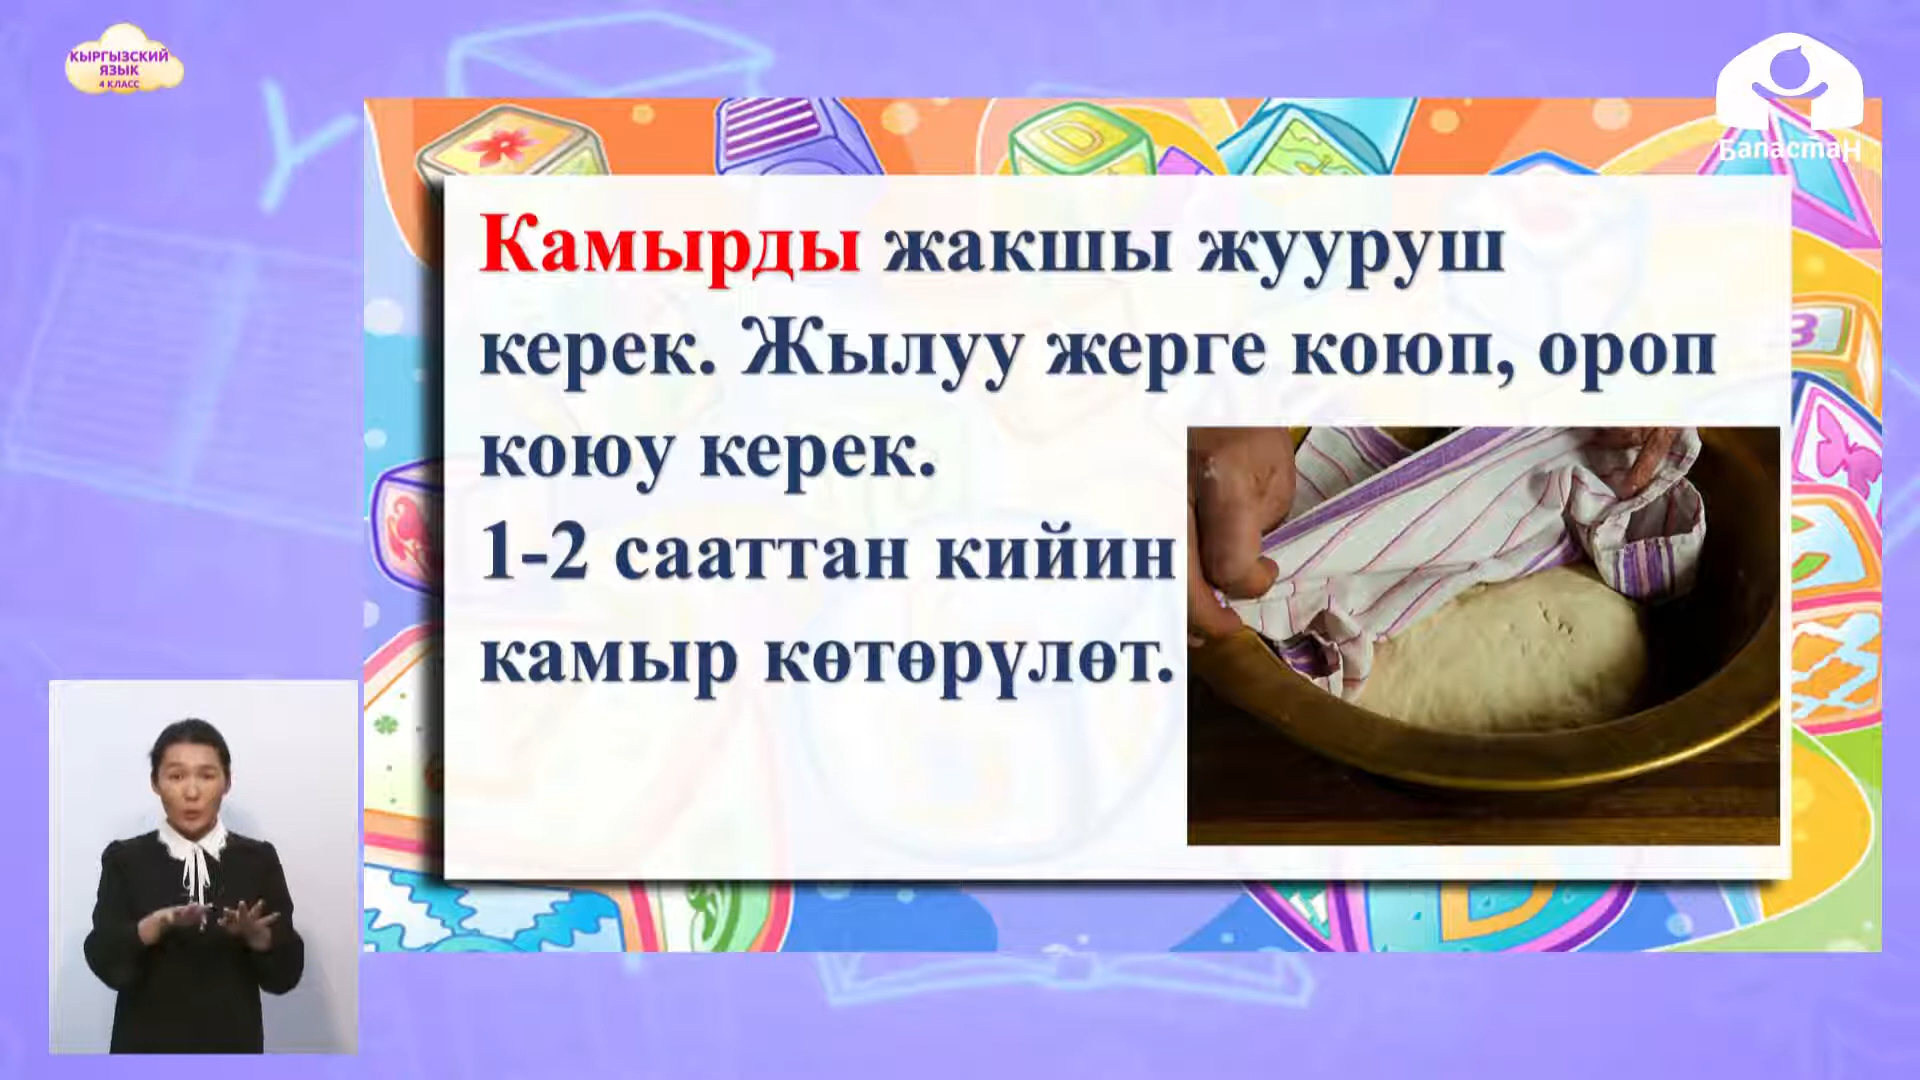 КЫРГЫЗСКИЙ
ЯЗЫК
4 КЛАСС
Баластан
Камырды жакшы жууруш
керек. Жылуу жерге коюп, ороп
коюу керек.
1-2 сааттан кийин
камыр көтөрүлөт.